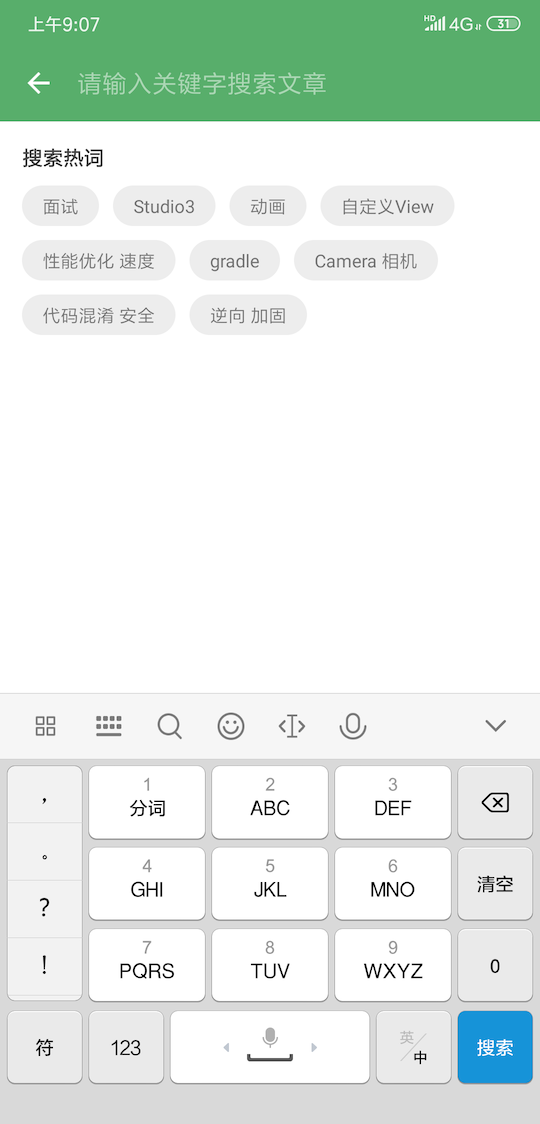 上午9:07 HD 4G 31
请输入关键字搜索文章
搜索热词
面试 Studio3 动画 自定义View
性能优化 速度 gradle Camera 相机
代码混淆 安全 逆向 加固
， 1 2 3
分词 ABC DEF
。 4 5 6 清空
GHI JKL MNO
? 7 8 9 0
! PQRS TUV WXYZ
符 123 英/中 搜索